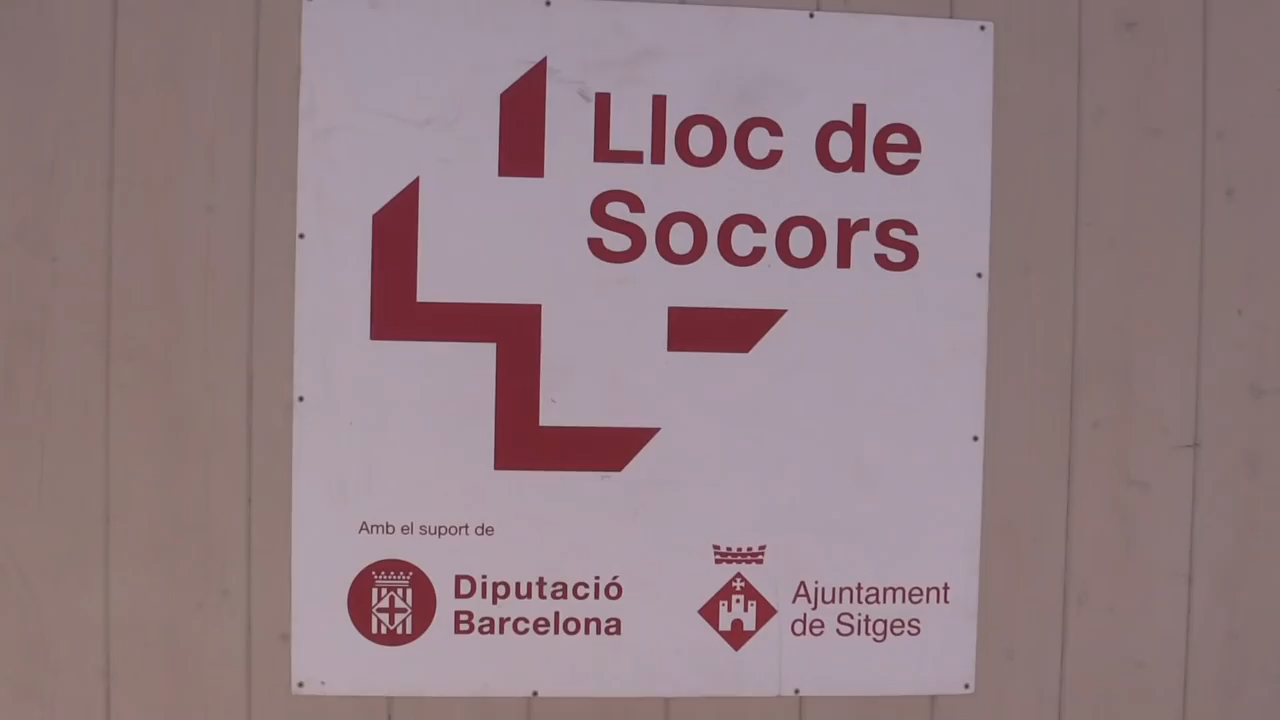 Lloc de
Socors
Amb el suport de
Diputació
Barcelona
Ajuntament
de Sitges